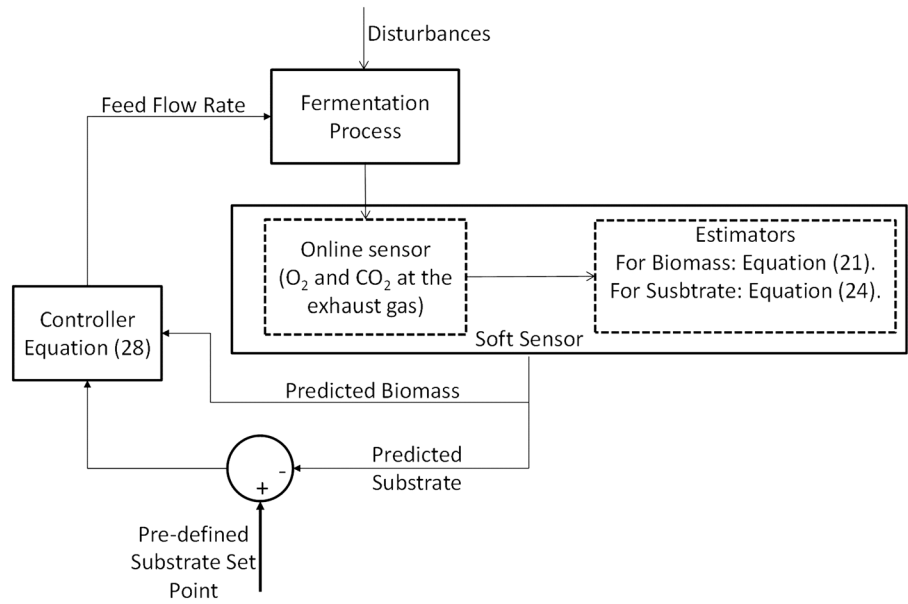 Disturbances
Feed Flow Rate
Fermentation
Process
Online sensor
(O₂ and CO₂ at the
exhaust gas)
Estimators
For Biomass: Equation (21).
For Susbtrate: Equation (24).
Soft Sensor
Controller
Equation (28)
Predicted Biomass
Predicted
Substrate
-
+
Pre-defined
Substrate Set
Point